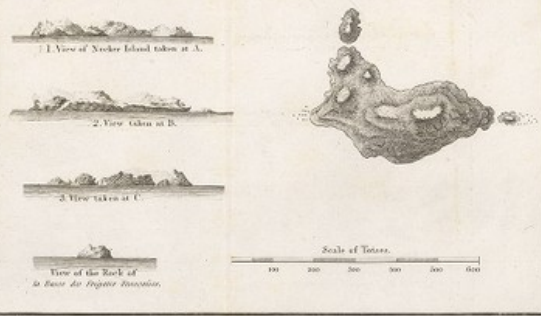 1. View of Necker Island taken at A.
2. View taken at B.
3. View taken at C.
View of the Rock of
la Basse des Frégates Françaises.
Scale of Toises.
100 200 300 400 500 600